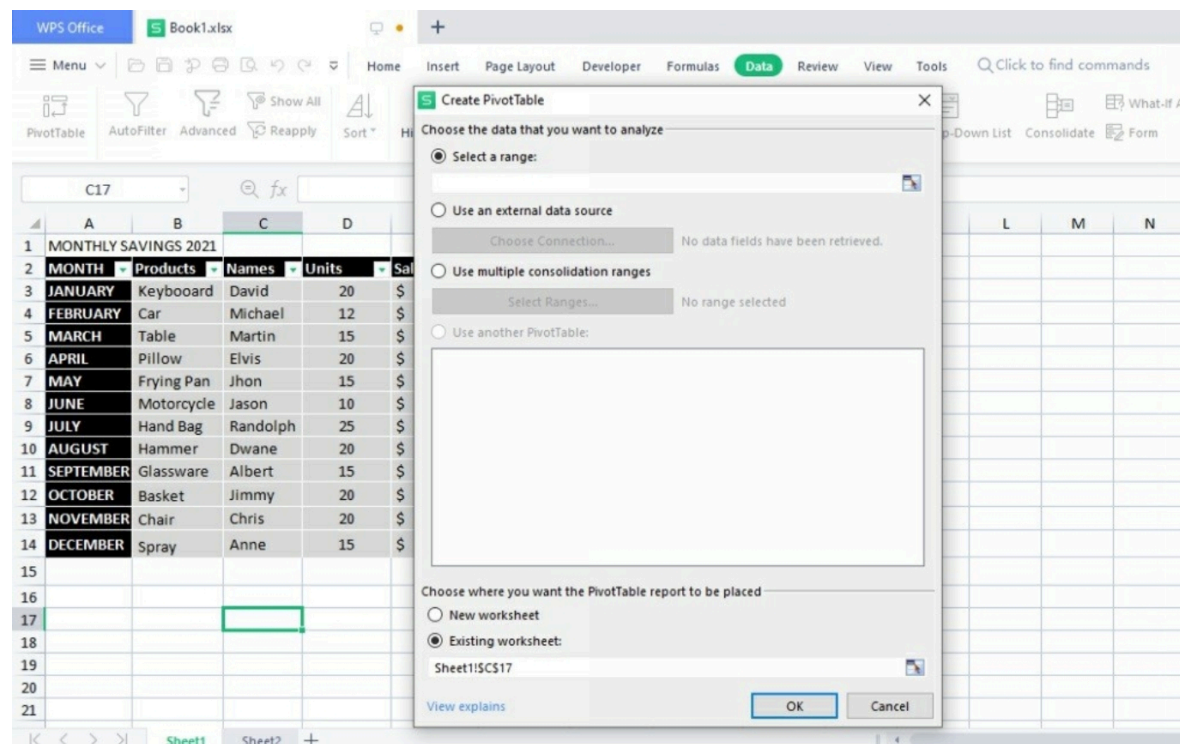 WPS Office Book1.xlsx
Menu Home Insert Page Layout Developer Formulas Data Review View Tools Click to find commands
Show All What-If
PivotTable AutoFilter Advanced Reapply Sort Down List Consolidate Form
C17 fx
A B C D L M N
1 MONTHLY SAVINGS 2021
2 MONTH Products Names Units Sal
3 JANUARY Keybooard David 20 $
4 FEBRUARY Car Michael 12 $
5 MARCH Table Martin 15 $
6 APRIL Pillow Elvis 20 $
7 MAY Frying Pan Jhon 15 $
8 JUNE Motorcycle Jason 10 $
9 JULY Hand Bag Randolph 25 $
10 AUGUST Hammer Dwane 20 $
11 SEPTEMBER Glassware Albert 15 $
12 OCTOBER Basket Jimmy 20 $
13 NOVEMBER Chair Chris 20 $
14 DECEMBER Spray Anne 15 $
15
16
17
18
19
20
21
Sheet1 Sheet2
Create PivotTable
Choose the data that you want to analyze
Select a range:
Use an external data source
Choose Connection... No data fields have been retrieved.
Use multiple consolidation ranges
Select Ranges... No range selected
Use another PivotTable:
Choose where you want the PivotTable report to be placed
New worksheet
Existing worksheet:
Sheet1!$C$17
View explains OK Cancel